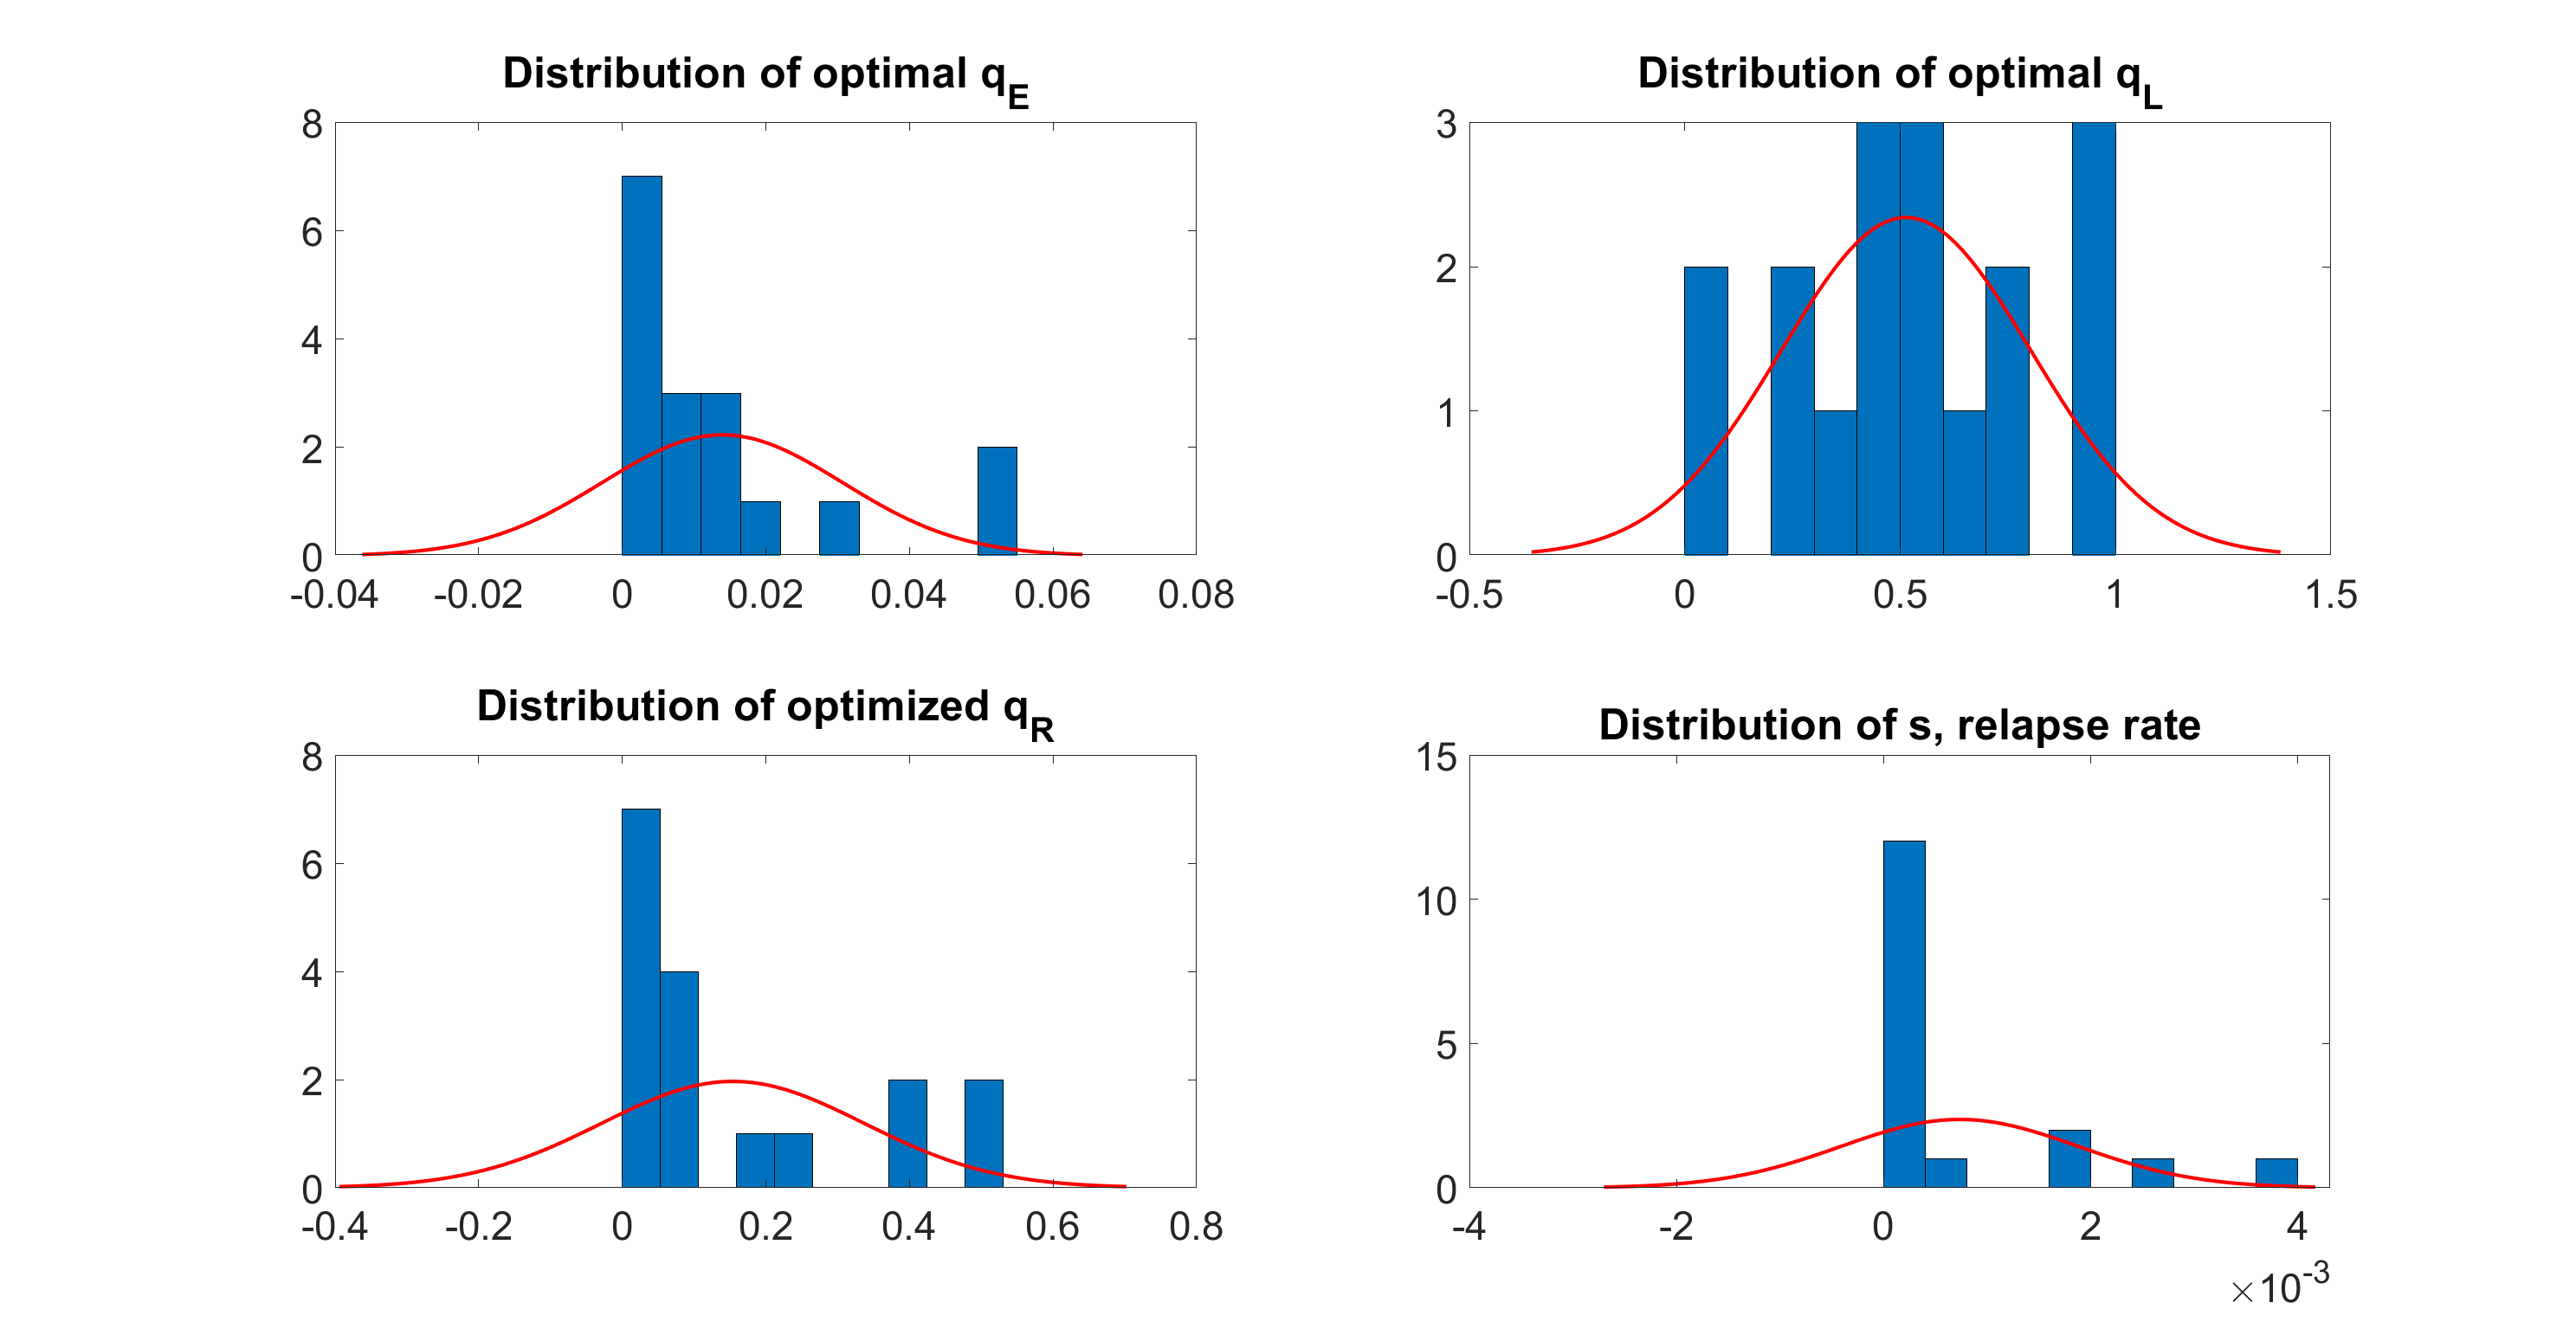 Distribution of optimal q_E
8
6
4
2
0
-0.04 -0.02 0 0.02 0.04 0.06 0.08
Distribution of optimal q_L
3
2
1
0
-0.5 0 0.5 1 1.5
Distribution of optimized q_R
8
6
4
2
0
-0.4 -0.2 0 0.2 0.4 0.6 0.8
Distribution of s, relapse rate
15
10
5
0
-4 -2 0 2 4
×10^-3